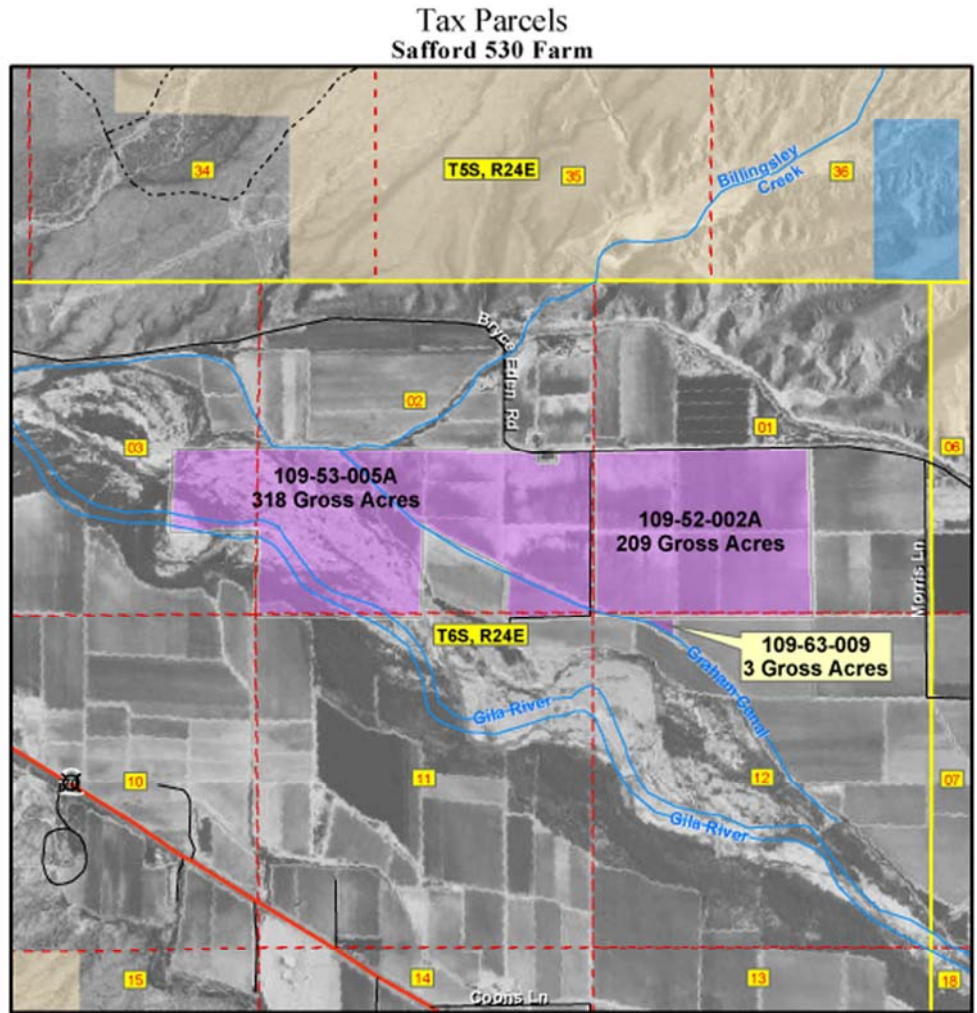 Tax Parcels
Safford 530 Farm
34
T5S, R24E
35
36
Billingsley
Creek
Bryce
Eden Rd
02
01
03
06
109-53-005A
318 Gross Acres
109-52-002A
209 Gross Acres
Morris Ln
T6S, R24E
109-63-009
3 Gross Acres
Graham Canal
Gila River
10
11
12
07
Gila River
15
14
13
18
Coons Ln